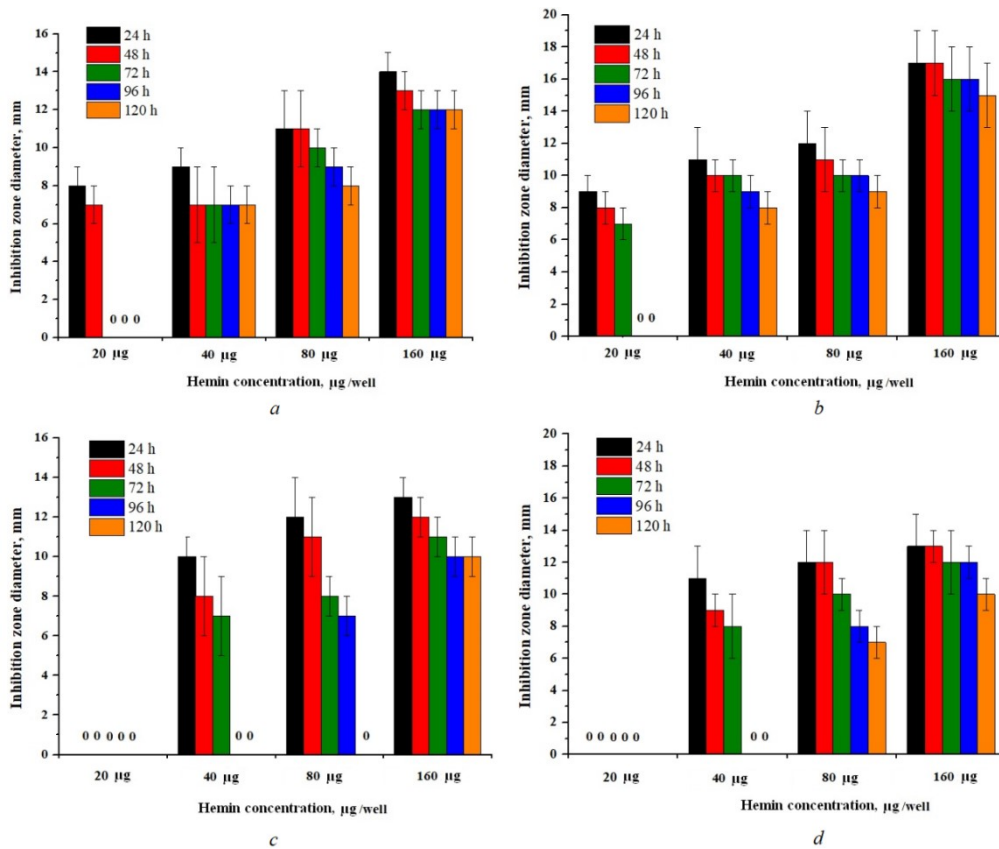 24 h
48 h
72 h
96 h
120 h
Inhibition zone diameter, mm
16
14
12
10
8
6
4
2
0
0 0 0
20 µg
40 µg
80 µg
160 µg
Hemin concentration, µg/well
a
24 h
48 h
72 h
96 h
120 h
Inhibition zone diameter, mm
20
18
16
14
12
10
8
6
4
2
0
0 0
20 µg
40 µg
80 µg
160 µg
Hemin concentration, µg/well
b
24 h
48 h
72 h
96 h
120 h
Inhibition zone diameter, mm
16
14
12
10
8
6
4
2
0
0 0 0 0 0
0 0
0
20 µg
40 µg
80 µg
160 µg
Hemin concentration, µg/well
c
24 h
48 h
72 h
96 h
120 h
Inhibition zone diameter, mm
20
18
16
14
12
10
8
6
4
2
0
0 0 0 0 0
0 0
20 µg
40 µg
80 µg
160 µg
Hemin concentration, µg/well
d